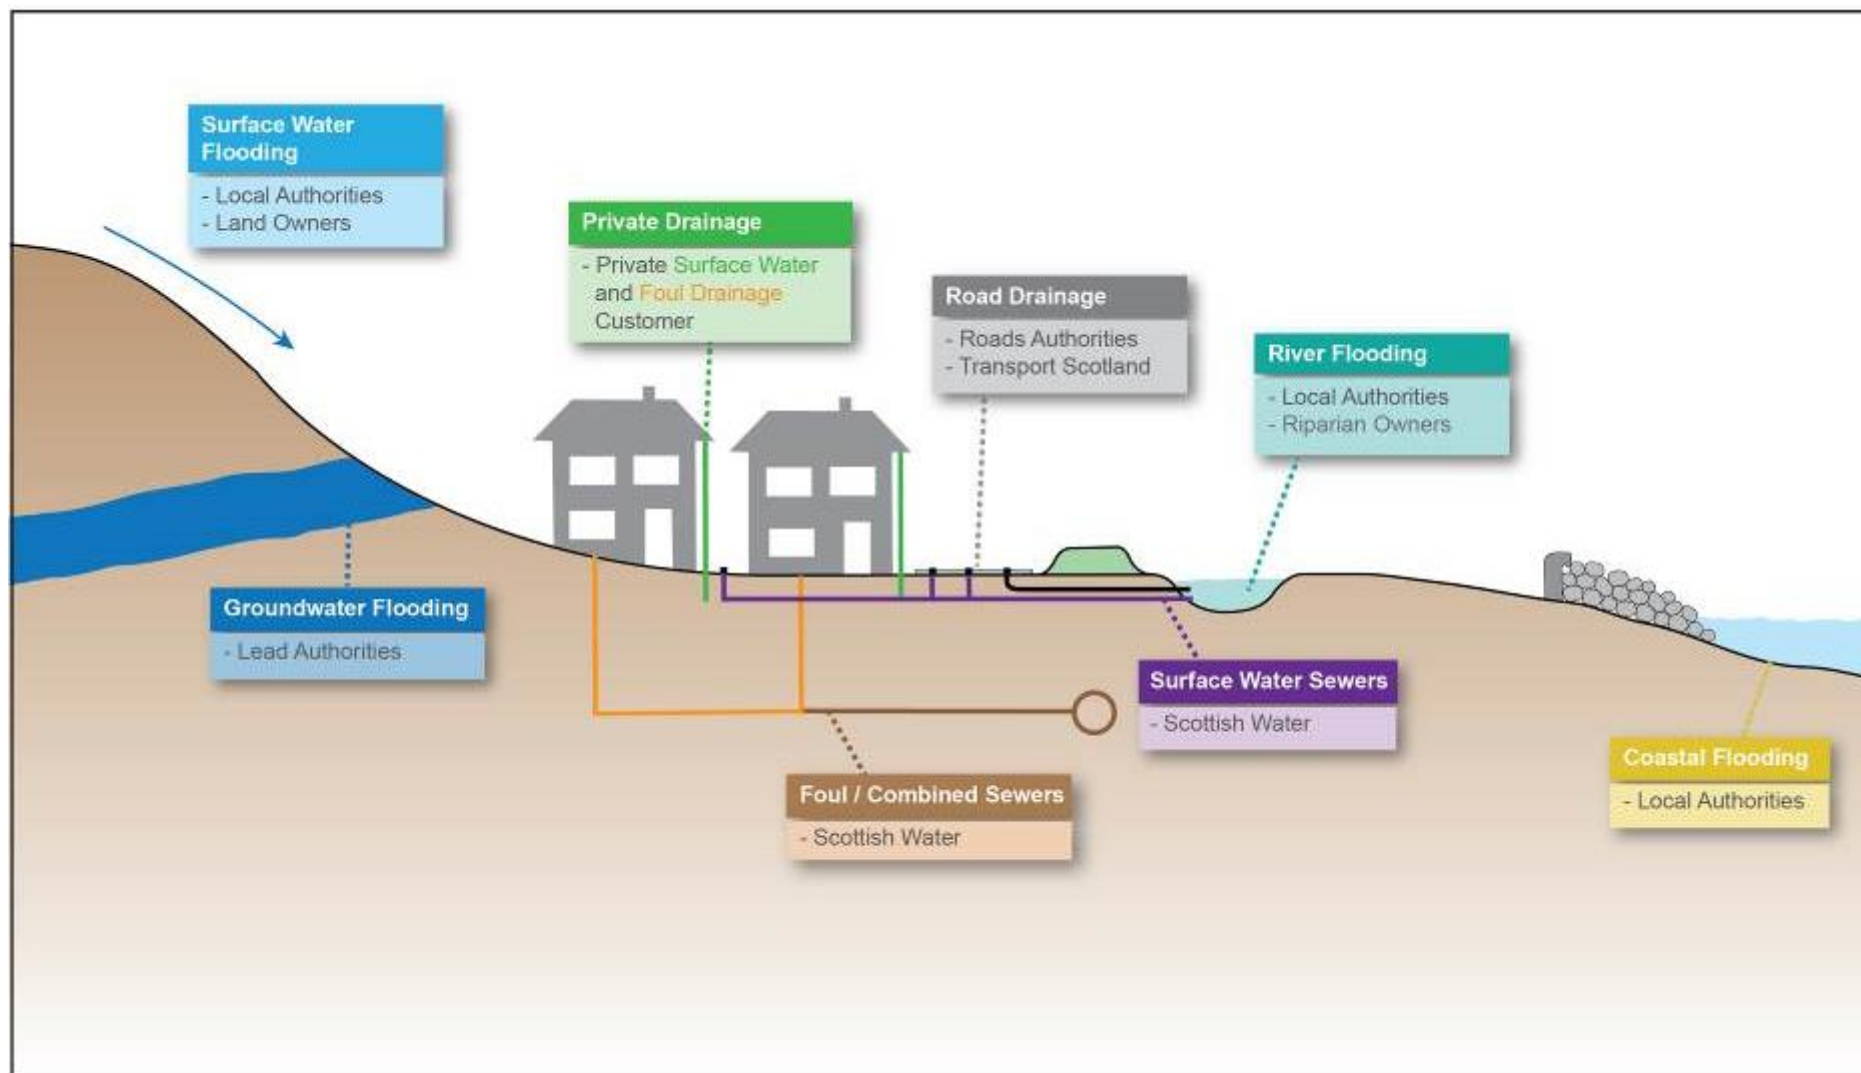 Surface Water
Flooding
- Local Authorities
- Land Owners
Private Drainage
- Private Surface Water
and Foul Drainage
Customer
Road Drainage
- Roads Authorities
- Transport Scotland
River Flooding
- Local Authorities
- Riparian Owners
Groundwater Flooding
- Lead Authorities
Surface Water Sewers
- Scottish Water
Foul / Combined Sewers
- Scottish Water
Coastal Flooding
- Local Authorities